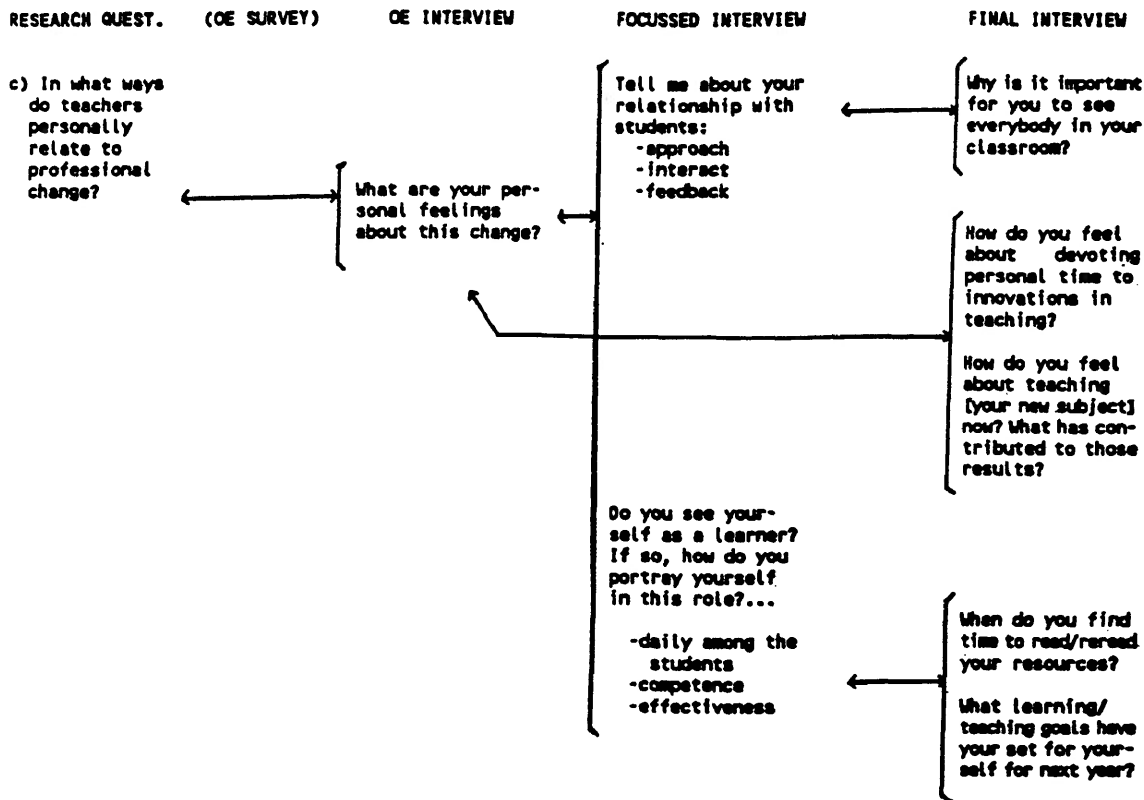 RESEARCH QUEST. (OE SURVEY) OE INTERVIEW FOCUSSED INTERVIEW FINAL INTERVIEW
c) In what ways
do teachers
personally
relate to
professional
change?
What are your per-
sonal feelings
about this change?
Tell me about your
relationship with
students:
-approach
-interact
-feedback
Do you see your-
self as a learner?
If so, how do you
portray yourself
in this role?...
-daily among the
students
-competence
-effectiveness
Why is it important
for you to see
everybody in your
classroom?
How do you feel
about devoting
personal time to
innovations in
teaching?
How do you feel
about teaching
[your new subject]
now? What has con-
tributed to those
results?
When do you find
time to read/reread
your resources?
What learning/
teaching goals have
your set for your-
self for next year?